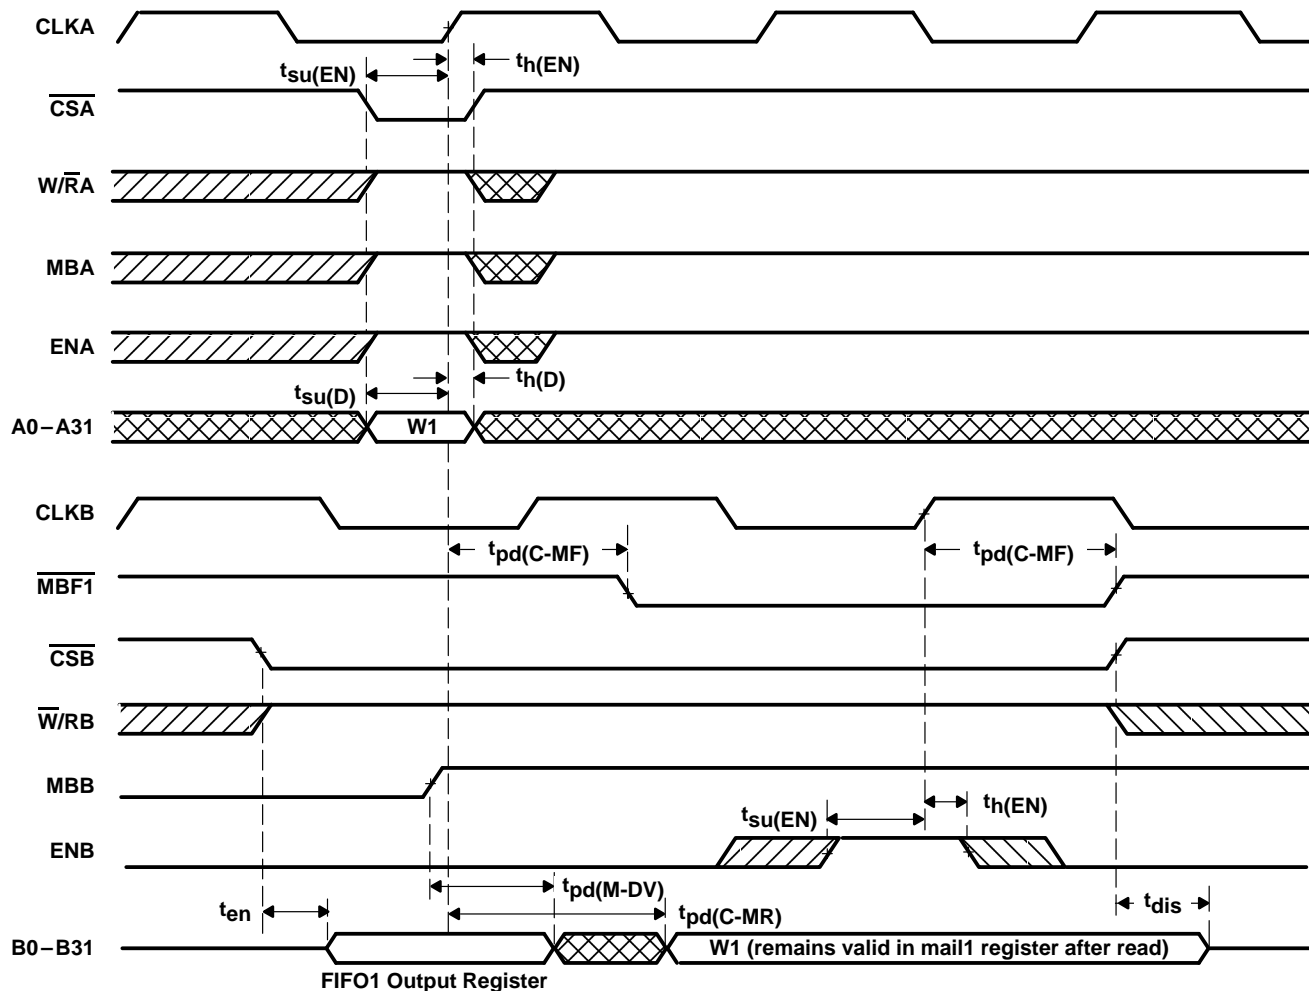 CLKA
tsu(EN)
th(EN)
CSA
W/RA
MBA
ENA
tsu(D)
th(D)
A0–A31
W1
CLKB
tpd(C-MF)
tpd(C-MF)
MBF1
CSB
W/RB
MBB
tsu(EN)
th(EN)
ENB
tpd(M-DV)
ten
tpd(C-MR)
tdis
B0–B31
W1 (remains valid in mail1 register after read)
FIFO1 Output Register